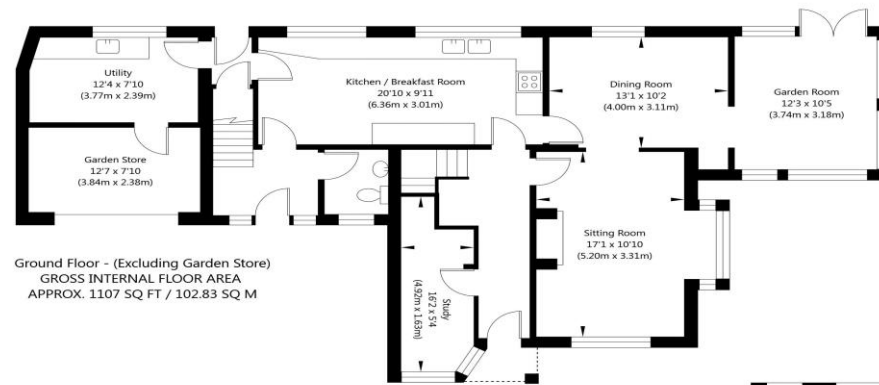 Utility
12'4 x 7'10
(3.77m x 2.39m)
Kitchen / Breakfast Room
20'10 x 9'11
(6.36m x 3.01m)
Dining Room
13'1 x 10'2
(4.00m x 3.11m)
Garden Room
12'3 x 10'5
(3.74m x 3.18m)
Garden Store
12'7 x 7'10
(3.84m x 2.38m)
Sitting Room
17'1 x 10'10
(5.20m x 3.31m)
Study
16'2 x 5'4
(4.92m x 1.63m)
Ground Floor - (Excluding Garden Store)
GROSS INTERNAL FLOOR AREA
APPROX. 1107 SQ FT / 102.83 SQ M